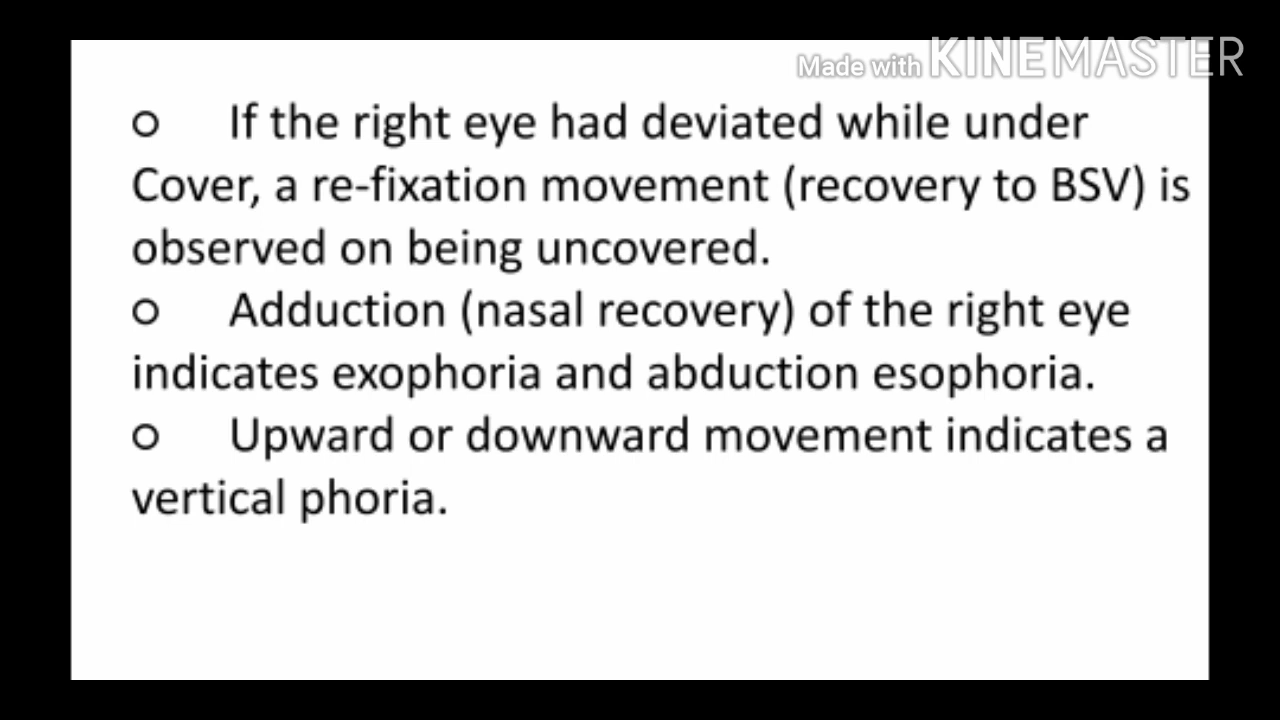 Made with KINEMASTER
○ If the right eye had deviated while under
Cover, a re-fixation movement (recovery to BSV) is
observed on being uncovered.
○ Adduction (nasal recovery) of the right eye
indicates exophoria and abduction esophoria.
○ Upward or downward movement indicates a
vertical phoria.